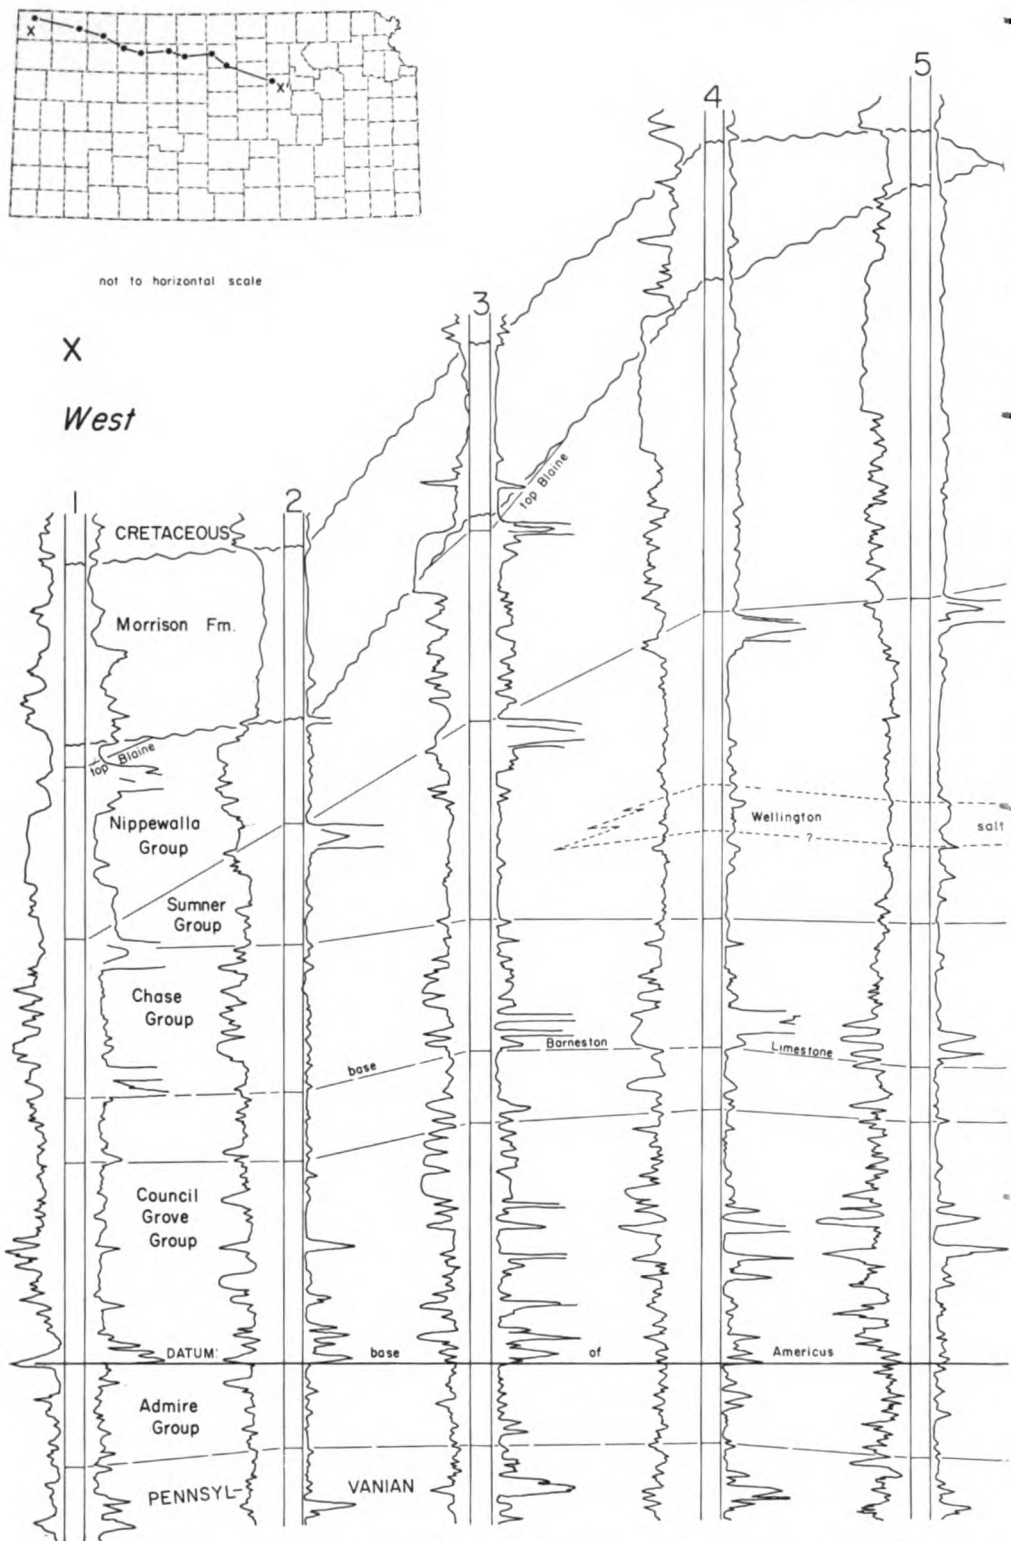 X
X'
not to horizontal scale
X
West
1
2
3
4
5
CRETACEOUS
Morrison Fm.
top Blaine
top Blaine
Nippewalla
Group
Wellington
?
salt
Sumner
Group
Chase
Group
base
Barneston
Limestone
Council
Grove
Group
DATUM: base of Americus
Admire
Group
PENNSYL-VANIAN